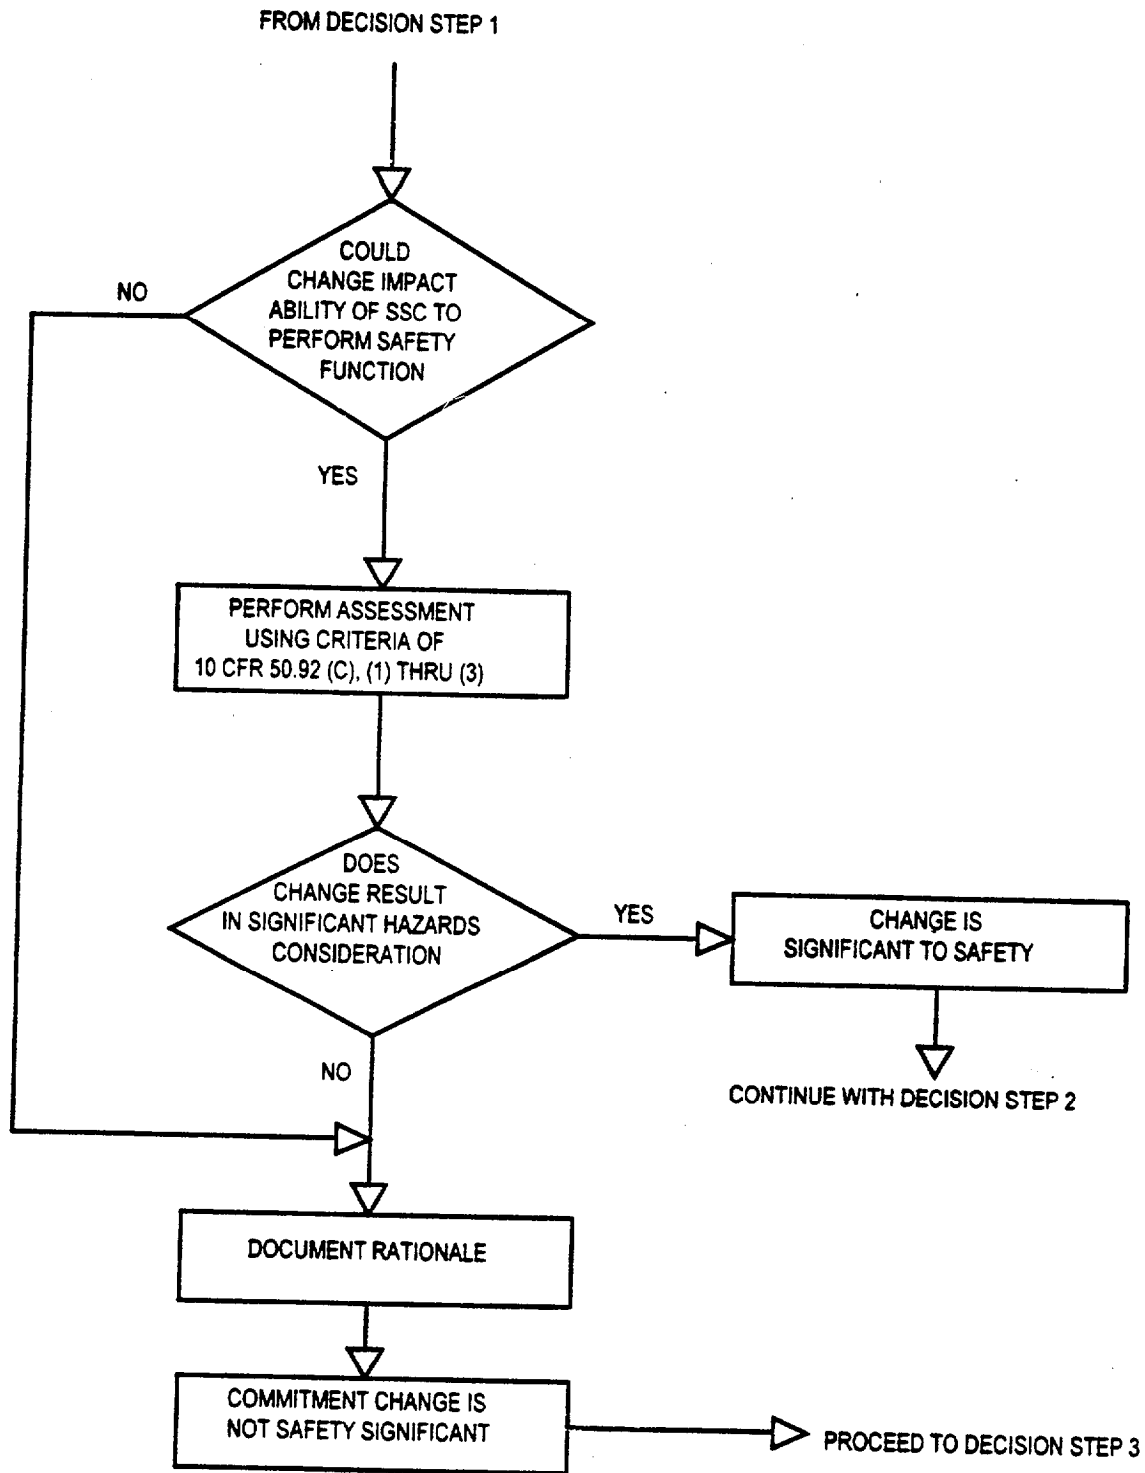 FROM DECISION STEP 1
COULD
CHANGE IMPACT
ABILITY OF SSC TO
PERFORM SAFETY
FUNCTION
NO
YES
PERFORM ASSESSMENT
USING CRITERIA OF
10 CFR 50.92 (C), (1) THRU (3)
DOES
CHANGE RESULT
IN SIGNIFICANT HAZARDS
CONSIDERATION
YES
CHANGE IS
SIGNIFICANT TO SAFETY
NO
CONTINUE WITH DECISION STEP 2
DOCUMENT RATIONALE
COMMITMENT CHANGE IS
NOT SAFETY SIGNIFICANT
PROCEED TO DECISION STEP 3